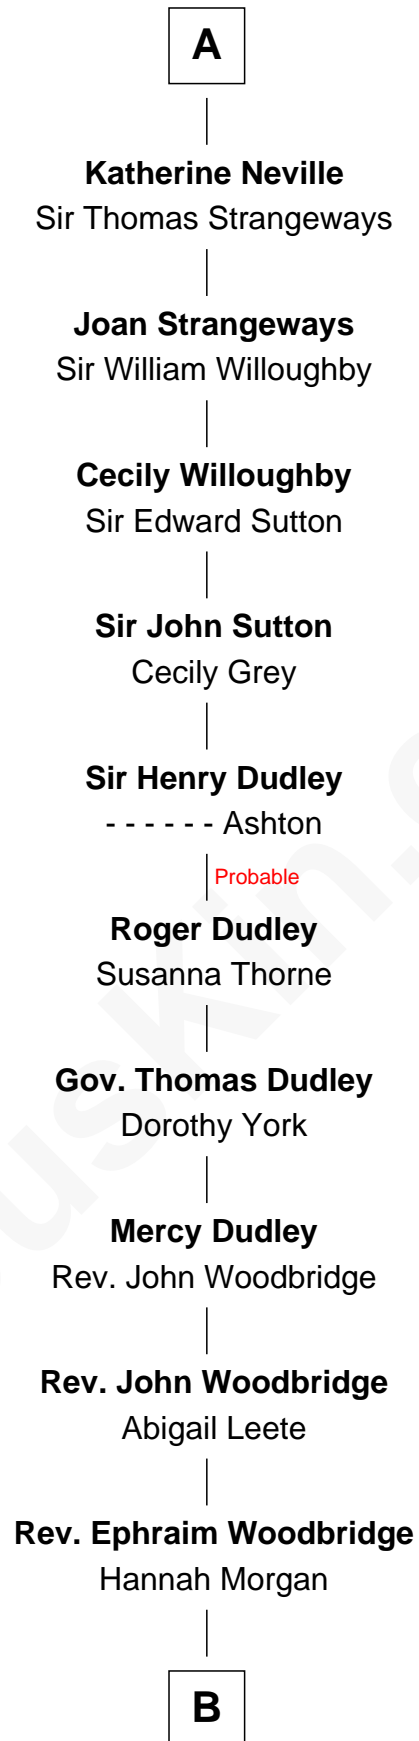 A
Katherine Neville
Sir Thomas Strangeways
Joan Strangeways
Sir William Willoughby
Cecily Willoughby
Sir Edward Sutton
Sir John Sutton
Cecily Grey
Sir Henry Dudley
- - - - - - Ashton
Probable
Roger Dudley
Susanna Thorne
Gov. Thomas Dudley
Dorothy York
Mercy Dudley
Rev. John Woodbridge
Rev. John Woodbridge
Abigail Leete
Rev. Ephraim Woodbridge
Hannah Morgan
B